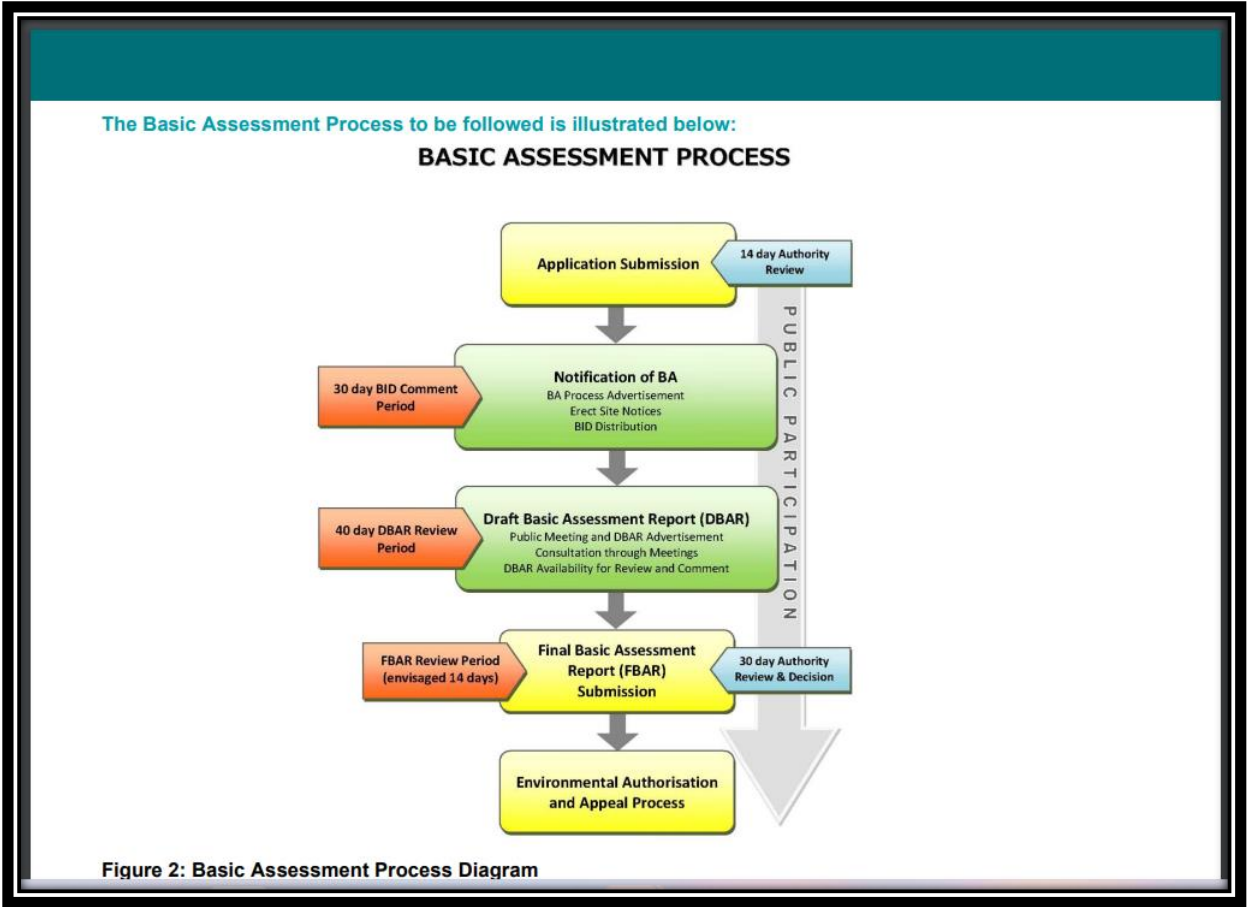 The Basic Assessment Process to be followed is illustrated below:
BASIC ASSESSMENT PROCESS
Application Submission
14 day Authority
Review
PUBLIC PARTICIPATION
30 day BID Comment
Period
Notification of BA
BA Process Advertisement
Erect Site Notices
BID Distribution
40 day DBAR Review
Period
Draft Basic Assessment Report (DBAR)
Public Meeting and DBAR Advertisement
Consultation through Meetings
DBAR Availability for Review and Comment
FBAR Review Period
(envisaged 14 days)
Final Basic Assessment
Report (FBAR)
Submission
30 day Authority
Review & Decision
Environmental Authorisation
and Appeal Process
Figure 2: Basic Assessment Process Diagram